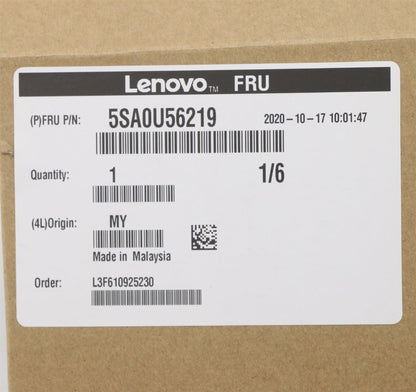 Lenovo™ FRU
(P)FRU P/N: 5SA0U56219 2020-10-17 10:01:47
Quantity: 1 1/6
(4L)Origin: MY
Made in Malaysia
Order: L3F610925230